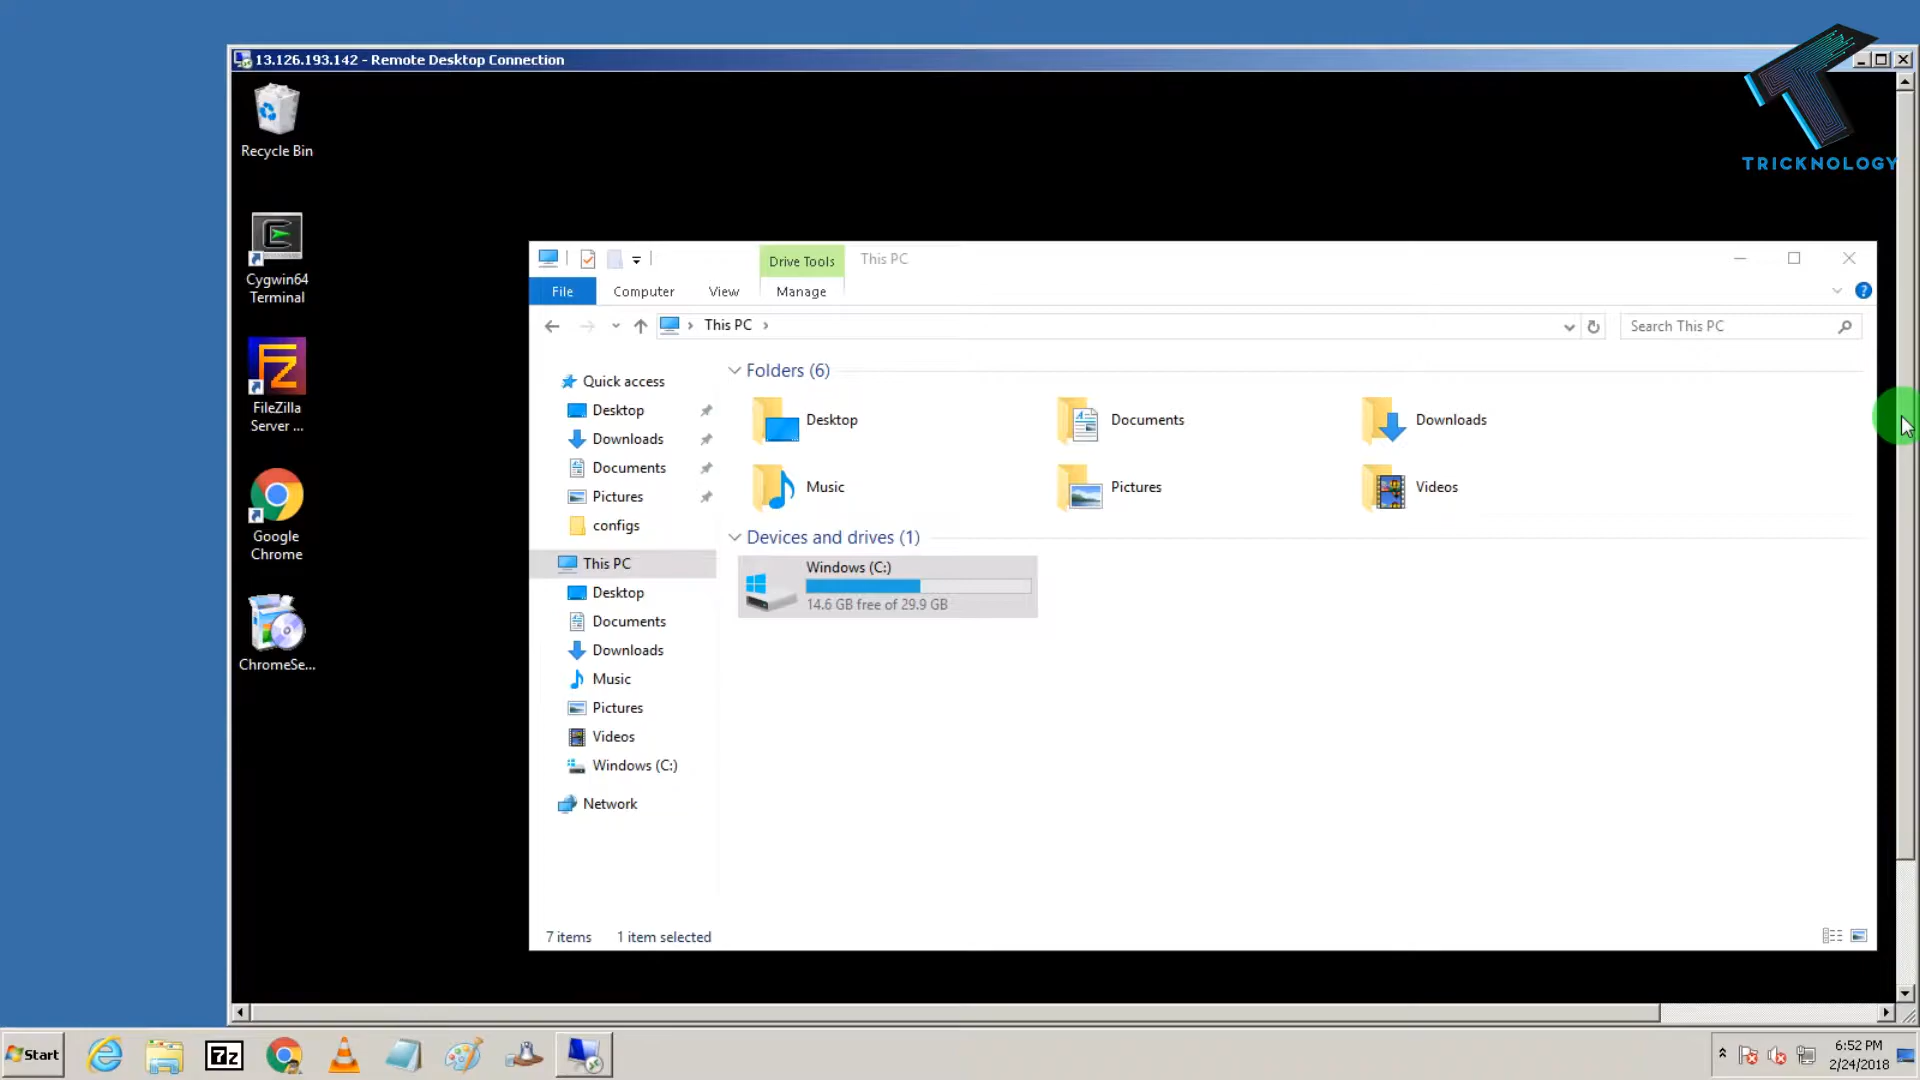 13.126.193.142 - Remote Desktop Connection
TRICKNOLOGY
Recycle Bin
Cygwin64
Terminal
FileZilla
Server ...
Google
Chrome
ChromeSe...
Drive Tools
This PC
File
Computer
View
Manage
This PC
Search This PC
Quick access
Desktop
Downloads
Documents
Pictures
configs
This PC
Desktop
Documents
Downloads
Music
Pictures
Videos
Windows (C:)
Network
Folders (6)
Desktop
Documents
Downloads
Music
Pictures
Videos
Devices and drives (1)
Windows (C:)
14.6 GB free of 29.9 GB
7 items
1 item selected
Start
7z
6:52 PM
2/24/2018